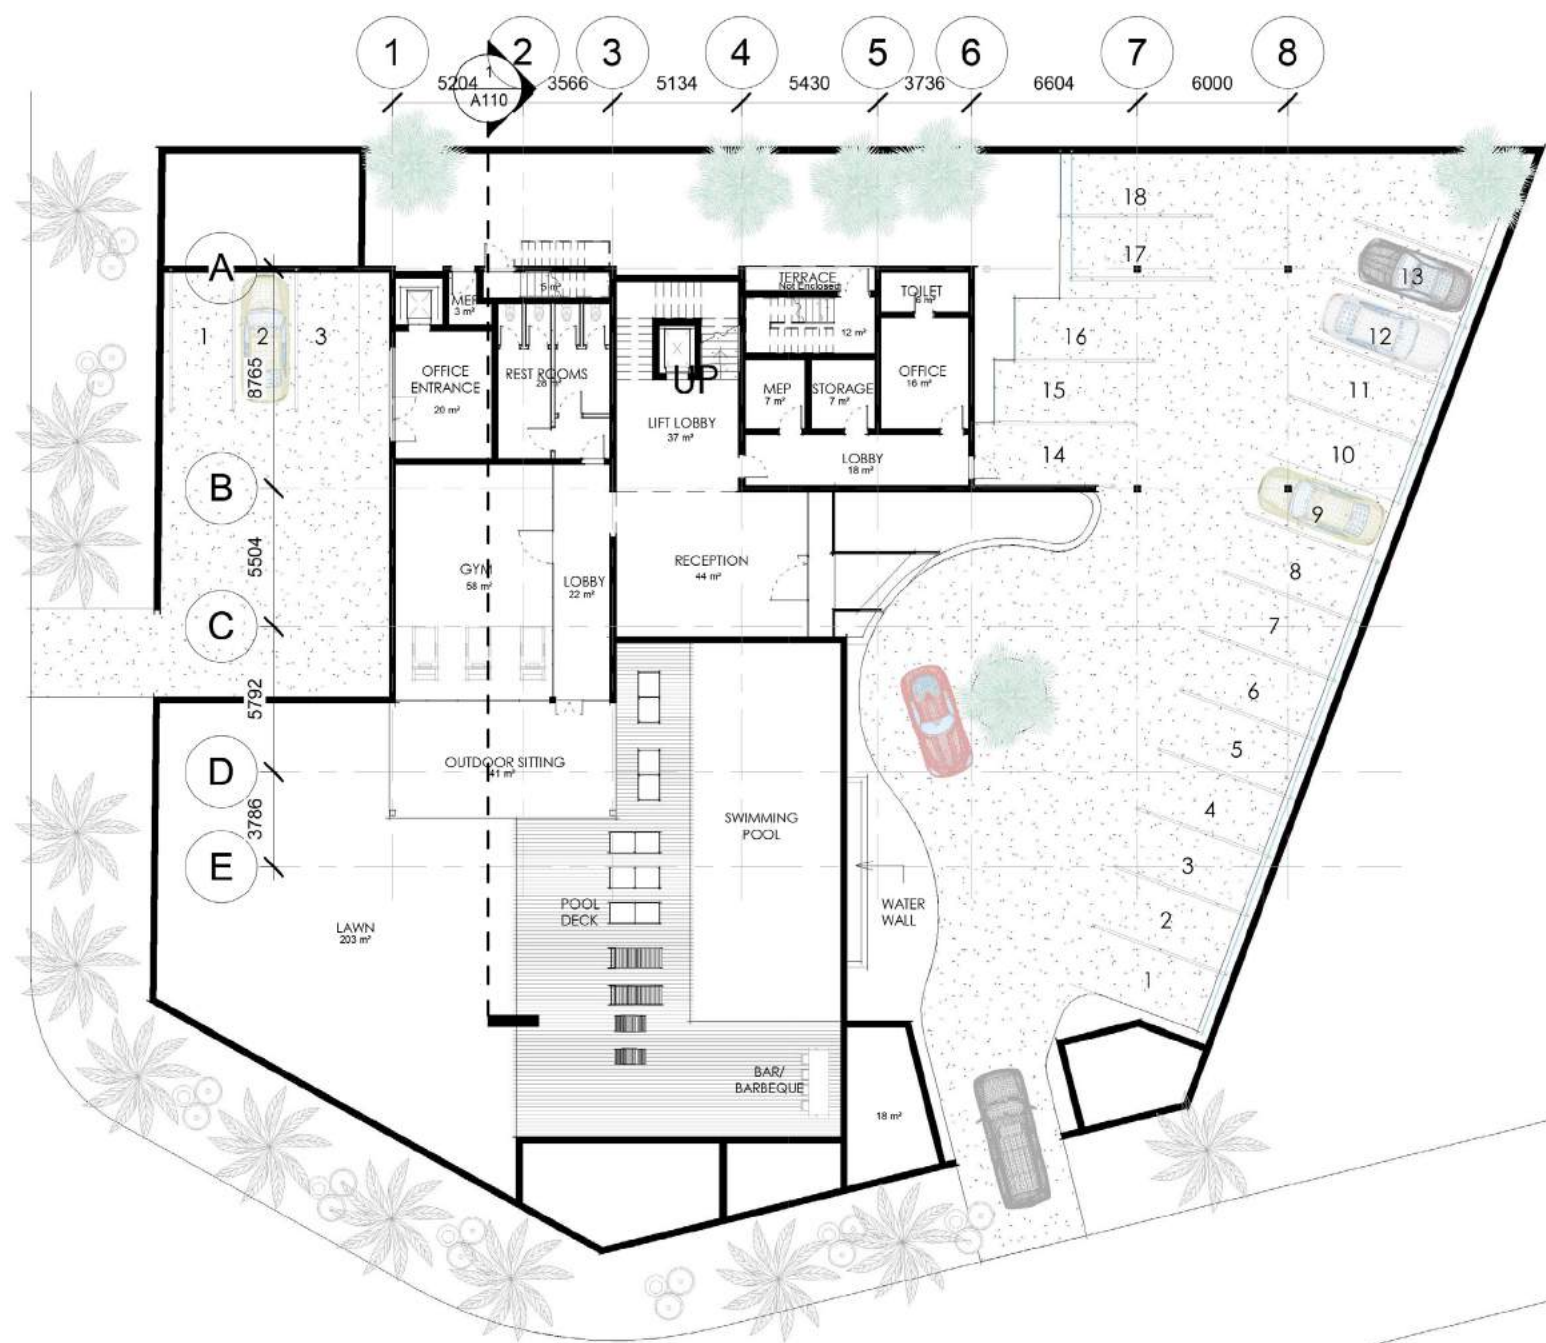 1
2
3
4
5
6
7
8
5204
3566
5134
5430
3736
6604
6000
1
A110
A
B
C
D
E
8765
5504
5792
3786
1
2
3
MEP
3 m²
5 m²
OFFICE
ENTRANCE
20 m²
REST ROOMS
28 m²
UP
LIFT LOBBY
37 m²
TERRACE
Not Enclosed
12 m²
MEP
7 m²
STORAGE
7 m²
TOILET
OFFICE
16 m²
LOBBY
18 m²
GYM
58 m²
LOBBY
22 m²
RECEPTION
44 m²
OUTDOOR SITTING
41 m²
SWIMMING
POOL
POOL
DECK
LAWN
203 m²
WATER
WALL
BAR/
BARBEQUE
18 m²
18
17
16
15
14
13
12
11
10
9
8
7
6
5
4
3
2
1